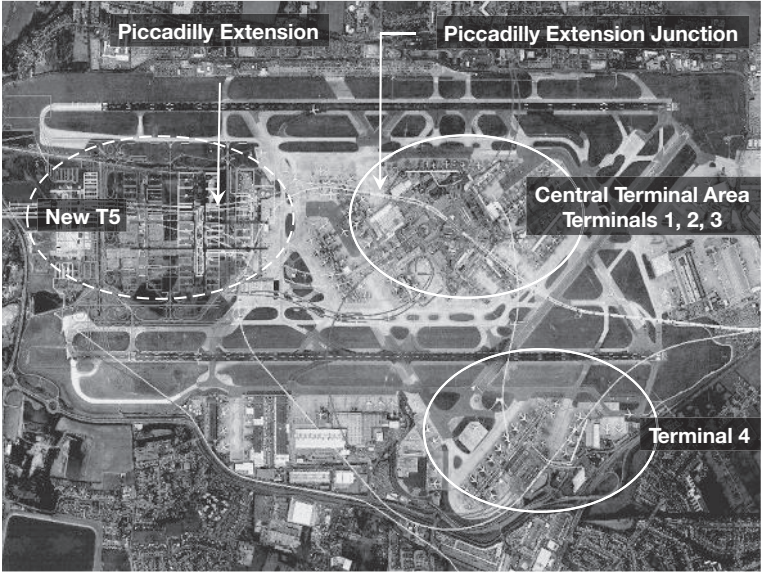 Piccadilly Extension
Piccadilly Extension Junction
New T5
Central Terminal Area
Terminals 1, 2, 3
Terminal 4